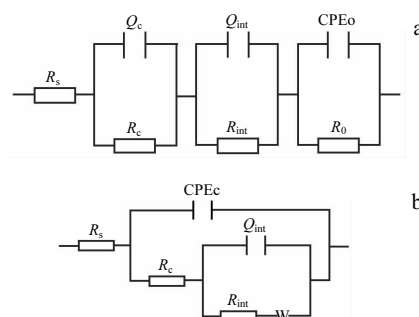 a
Qc Qint CPEo
Rs
Rc Rint R0
b
CPEc
Rs
Qint
Rc
Rint W